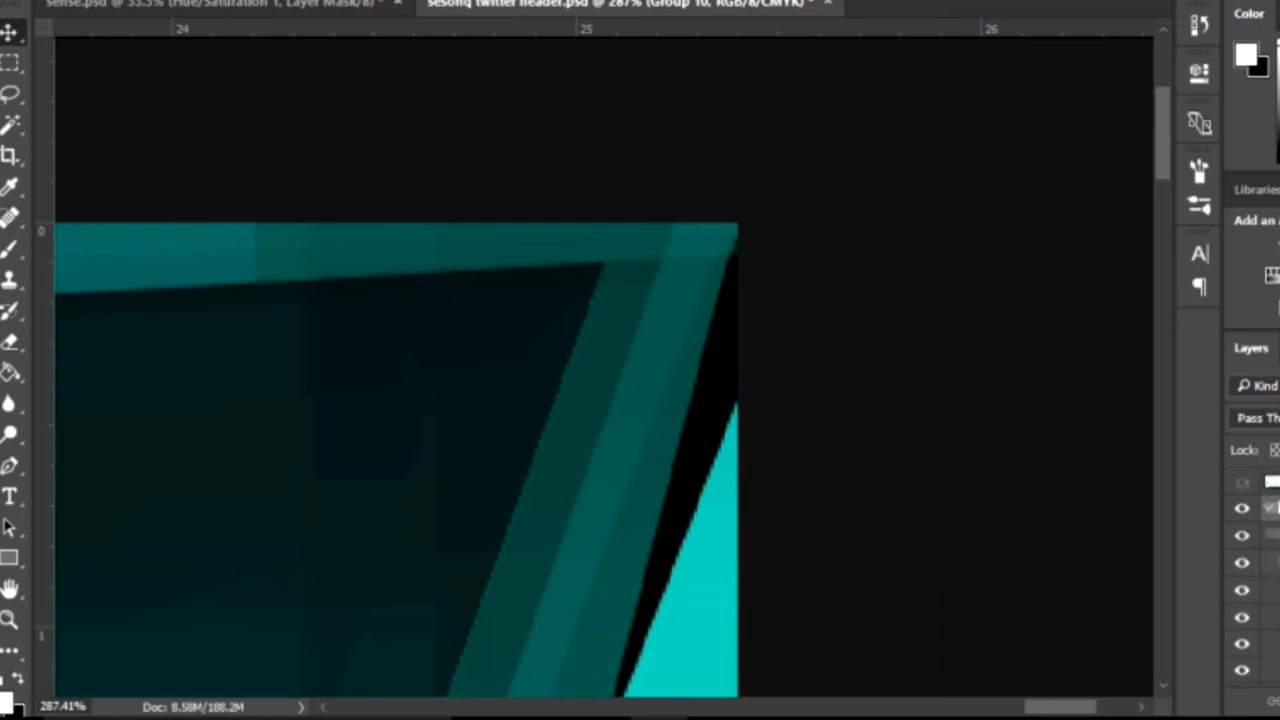 sense.psd @ 33.3% (Hue/Saturation 1, Layer Mask/8) *
sesong twitter header.psd @ 287% (Group 10, RGB/8/CMYK) *
24 25 26
Color
0
Libraries
Add an a
Layers
Kind
Pass Th
Lock:
1
287.41% Doc: 8.58M/188.2M